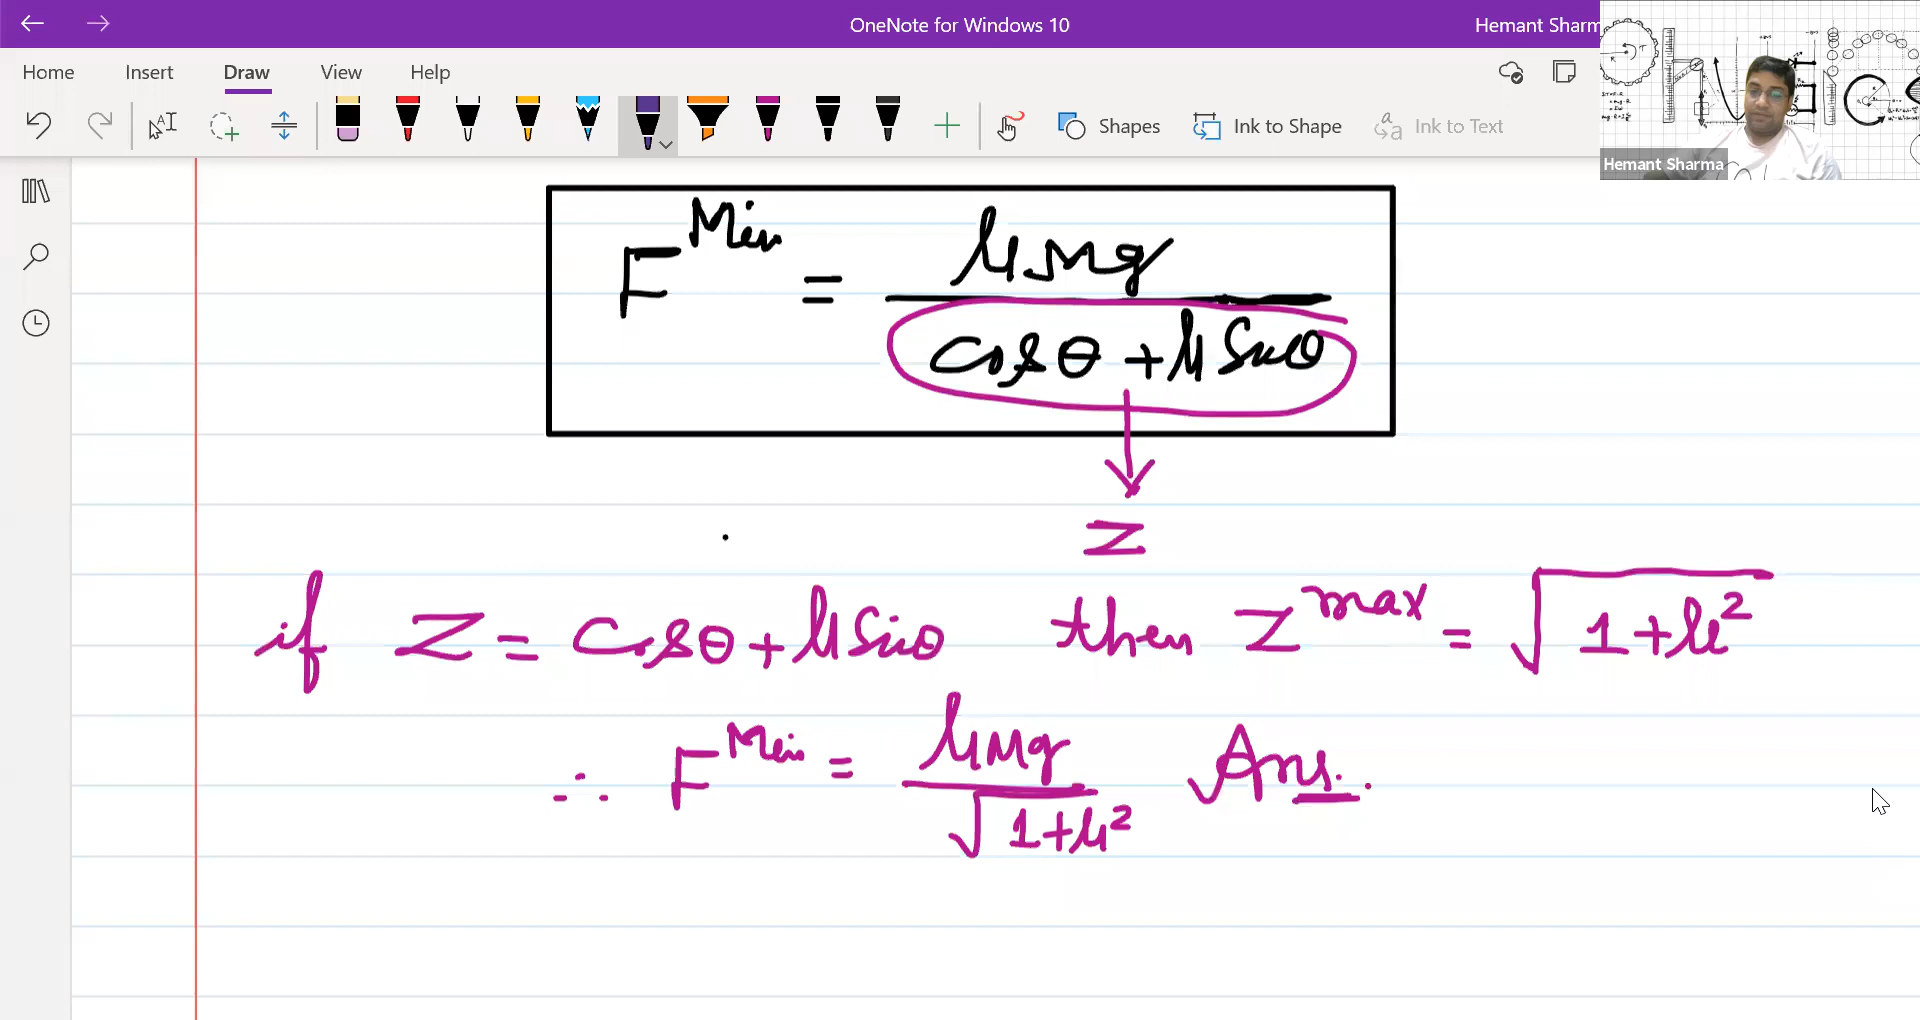 OneNote for Windows 10
Hemant Sharm
Home Insert Draw View Help
Shapes Ink to Shape Ink to Text
Hemant Sharma
F^Min = μMg / (cosθ + μ Sinθ)
Z
if Z = Cosθ + μ Sinθ then Z^max = √(1+μ²)
∴ F^Min = μMg / √(1+μ²) Ans.